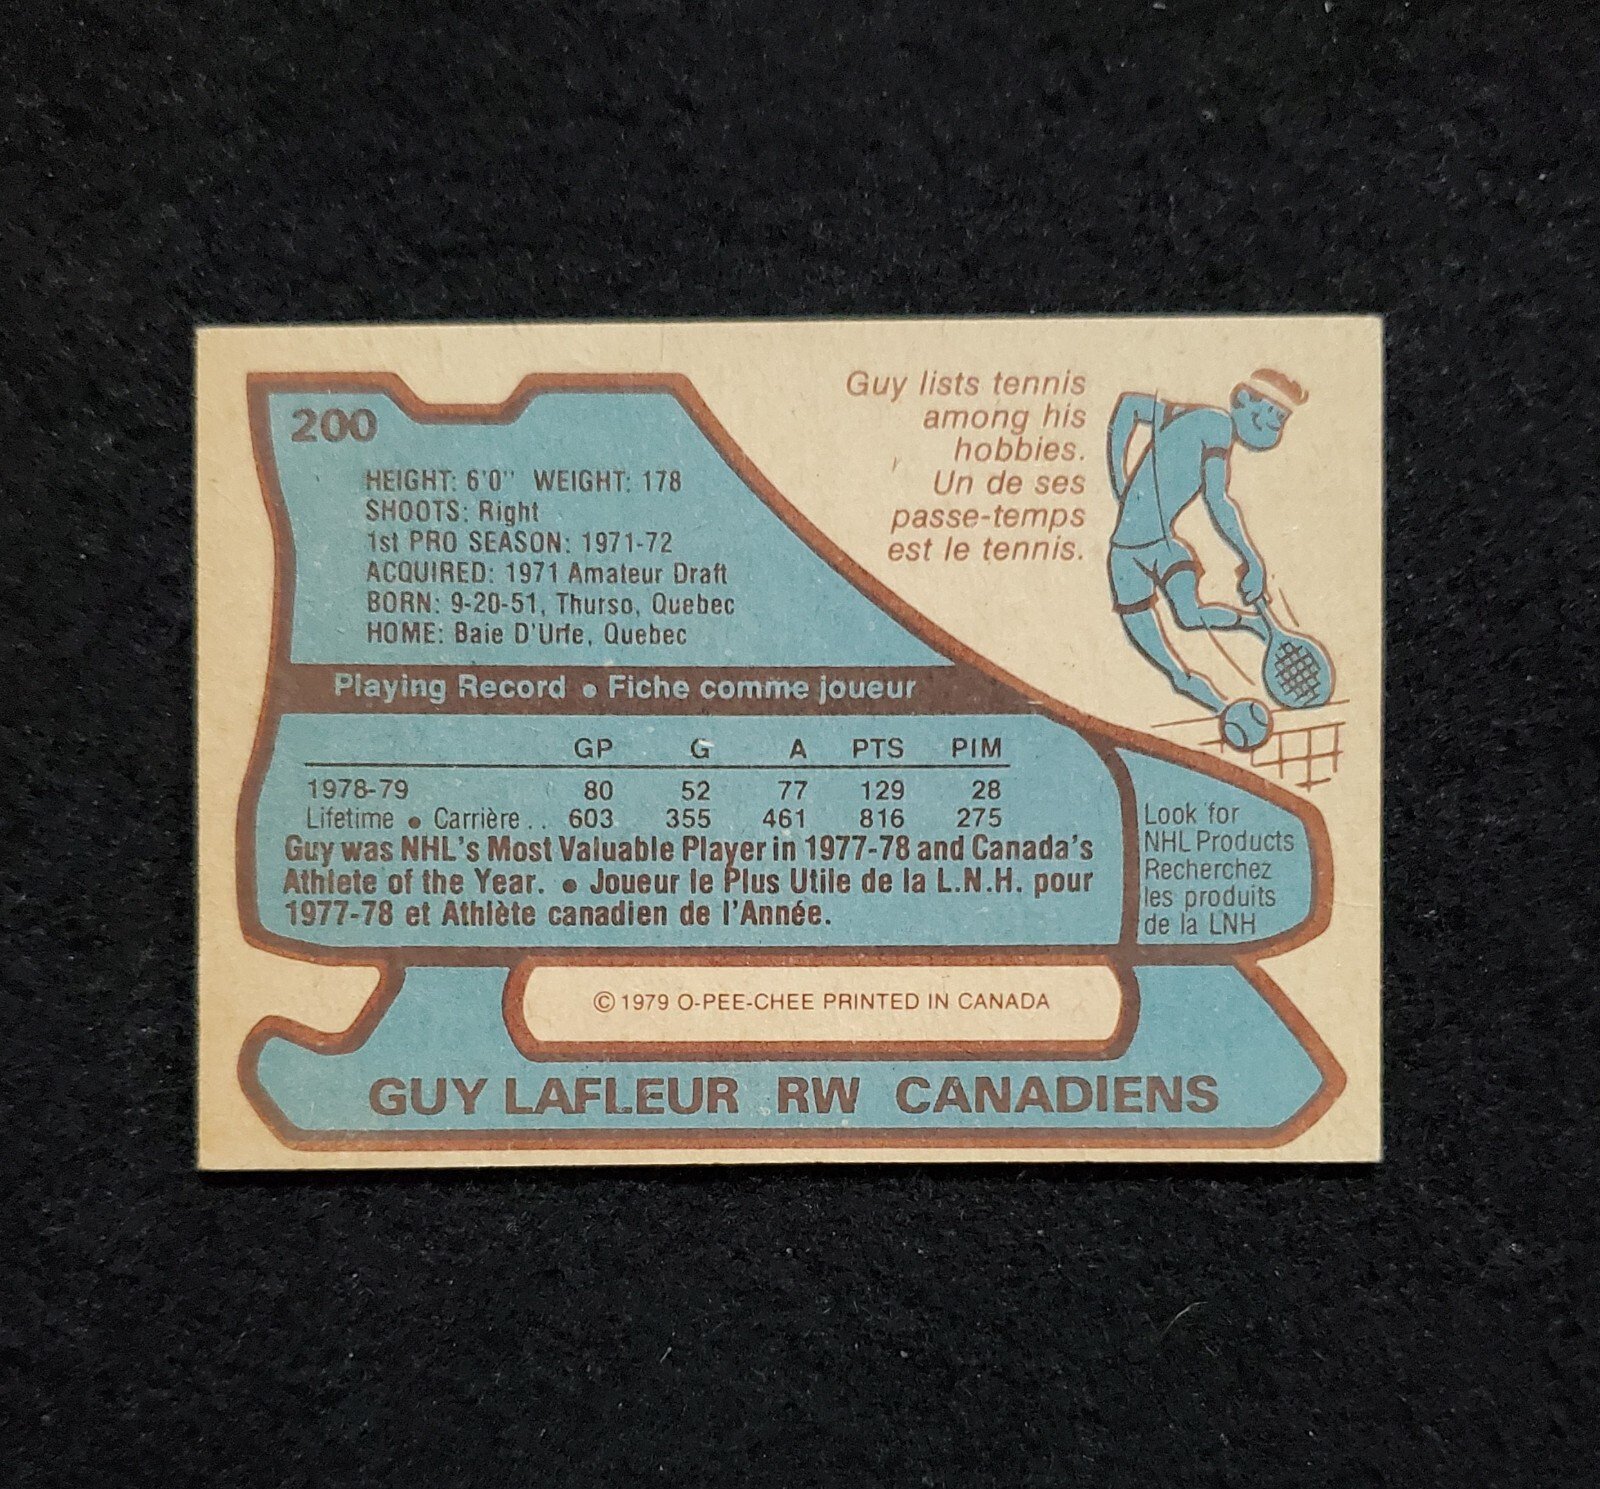 200
HEIGHT: 6'0" WEIGHT: 178
SHOOTS: Right
1st PRO SEASON: 1971-72
ACQUIRED: 1971 Amateur Draft
BORN: 9-20-51, Thurso, Quebec
HOME: Baie D'Urfe, Quebec
Guy lists tennis
among his
hobbies.
Un de ses
passe-temps
est le tennis.
Playing Record • Fiche comme joueur
GP G A PTS PIM
1978-79 80 52 77 129 28
Lifetime • Carrière.. 603 355 461 816 275
Guy was NHL's Most Valuable Player in 1977-78 and Canada's
Athlete of the Year. • Joueur le Plus Utile de la L.N.H. pour
1977-78 et Athlète canadien de l'Année.
Look for
NHL Products
Recherchez
les produits
de la LNH
© 1979 O-PEE-CHEE PRINTED IN CANADA
GUY LAFLEUR RW CANADIENS